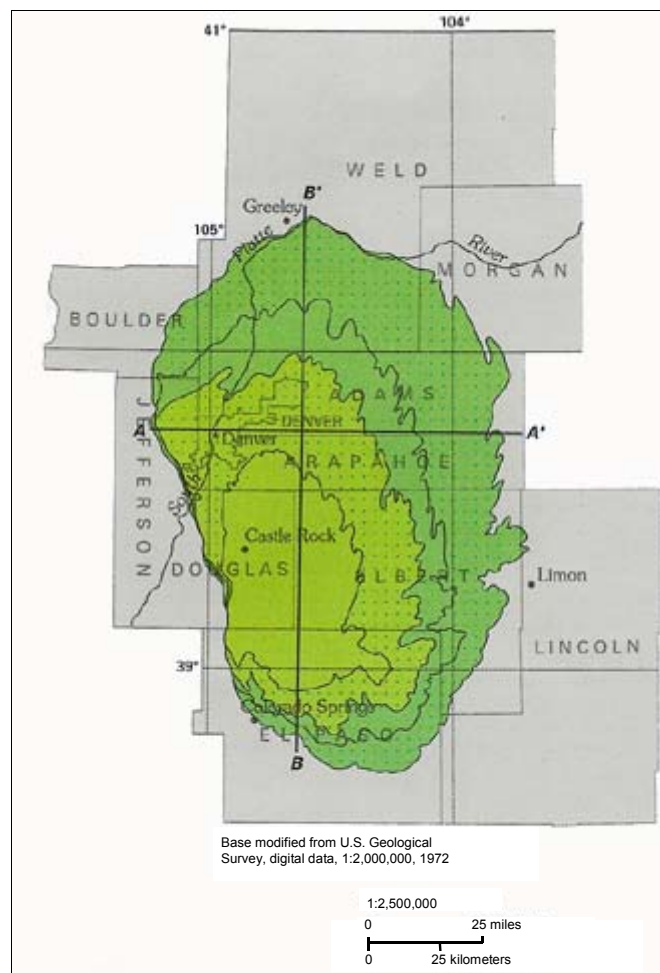 41°
104°
WELD
B'
Greeley
105°
Platte
River
MORGAN
BOULDER
ADAMS
JEFFERSON
DENVER
A
Denver
A'
ARAPAHOE
South
Castle Rock
DOUGLAS
ELBERT
Limon
LINCOLN
39°
Colorado Springs
EL PASO
B
Base modified from U.S. Geological
Survey, digital data, 1:2,000,000, 1972
1:2,500,000
0 25 miles
0 25 kilometers